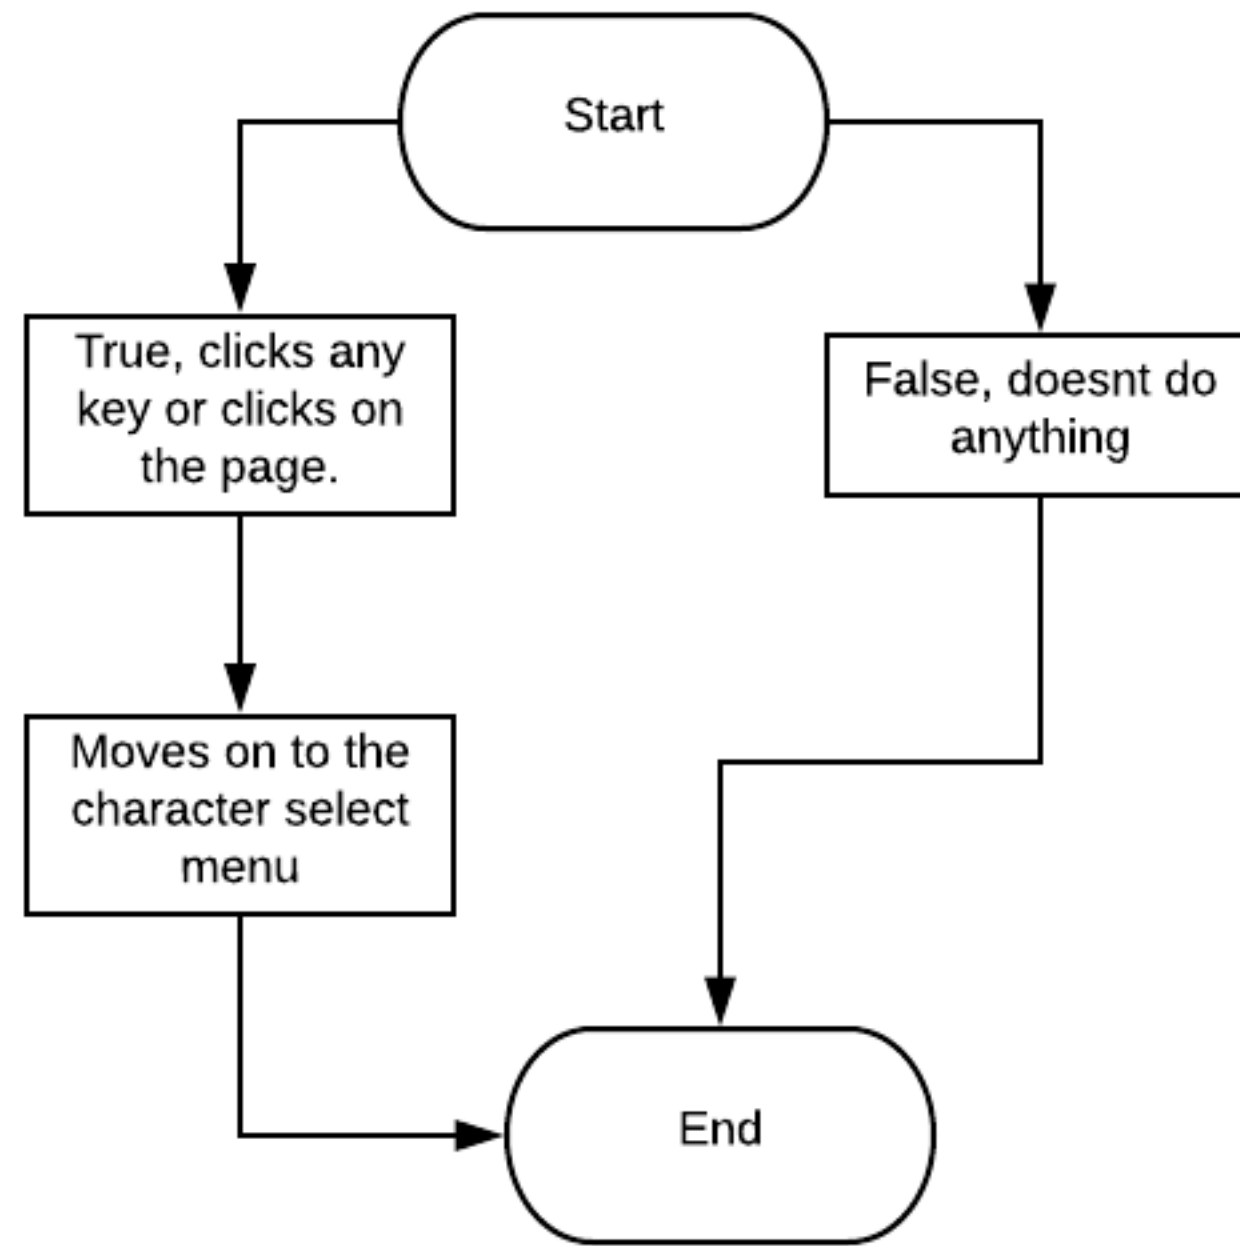 Start
True, clicks any
key or clicks on
the page.
False, doesnt do
anything
Moves on to the
character select
menu
End